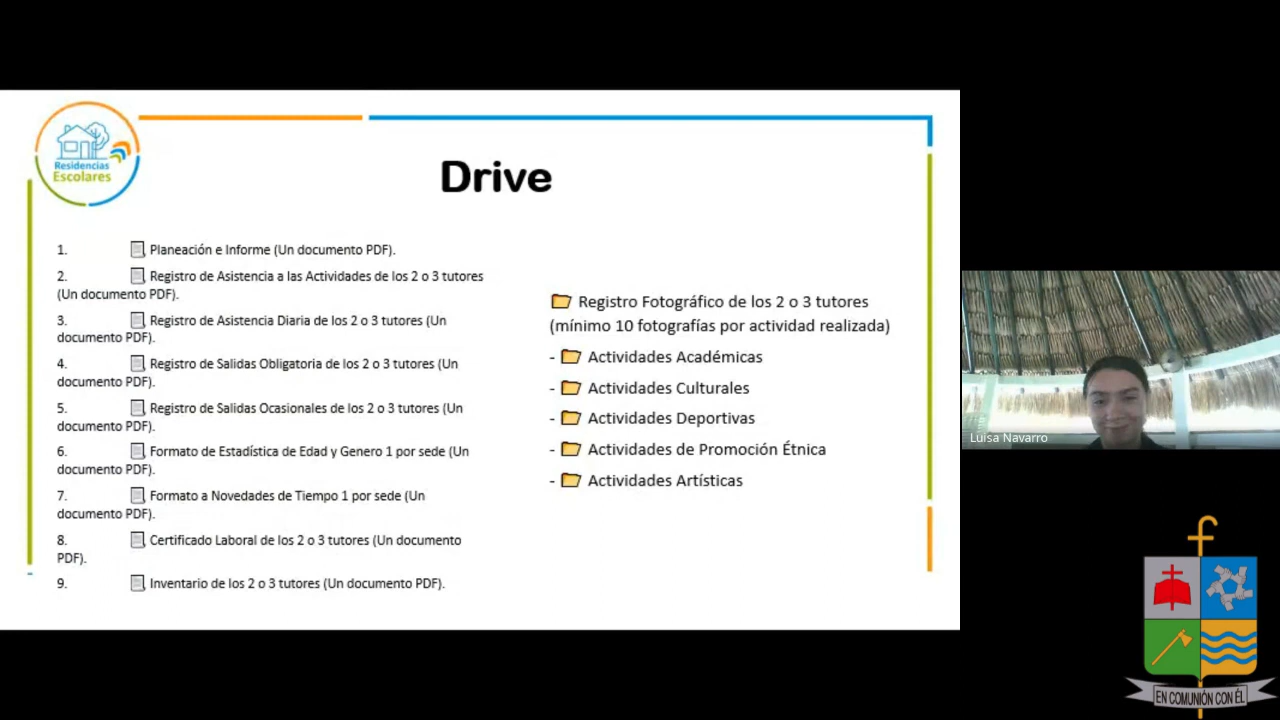 Residencias
Escolares
Drive
1. Planeación e Informe (Un documento PDF).
2. Registro de Asistencia a las Actividades de los 2 o 3 tutores
(Un documento PDF).
3. Registro de Asistencia Diaria de los 2 o 3 tutores (Un
documento PDF).
4. Registro de Salidas Obligatoria de los 2 o 3 tutores (Un
documento PDF).
5. Registro de Salidas Ocasionales de los 2 o 3 tutores (Un
documento PDF).
6. Formato de Estadística de Edad y Genero 1 por sede (Un
documento PDF).
7. Formato a Novedades de Tiempo 1 por sede (Un
documento PDF).
8. Certificado Laboral de los 2 o 3 tutores (Un documento
PDF).
9. Inventario de los 2 o 3 tutores (Un documento PDF).
Registro Fotográfico de los 2 o 3 tutores
(mínimo 10 fotografías por actividad realizada)
- Actividades Académicas
- Actividades Culturales
- Actividades Deportivas
- Actividades de Promoción Étnica
- Actividades Artísticas
Luisa Navarro
EN COMUNIÓN CON ÉL